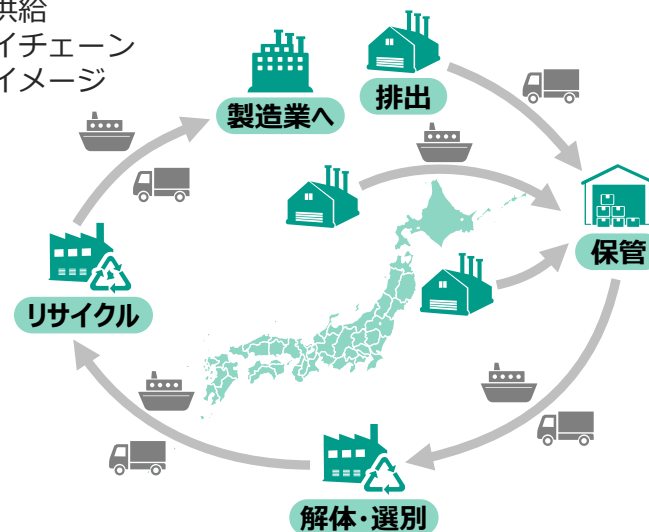 供給
イチェーン
イメージ
製造業へ
排出
保管
リサイクル
解体・選別